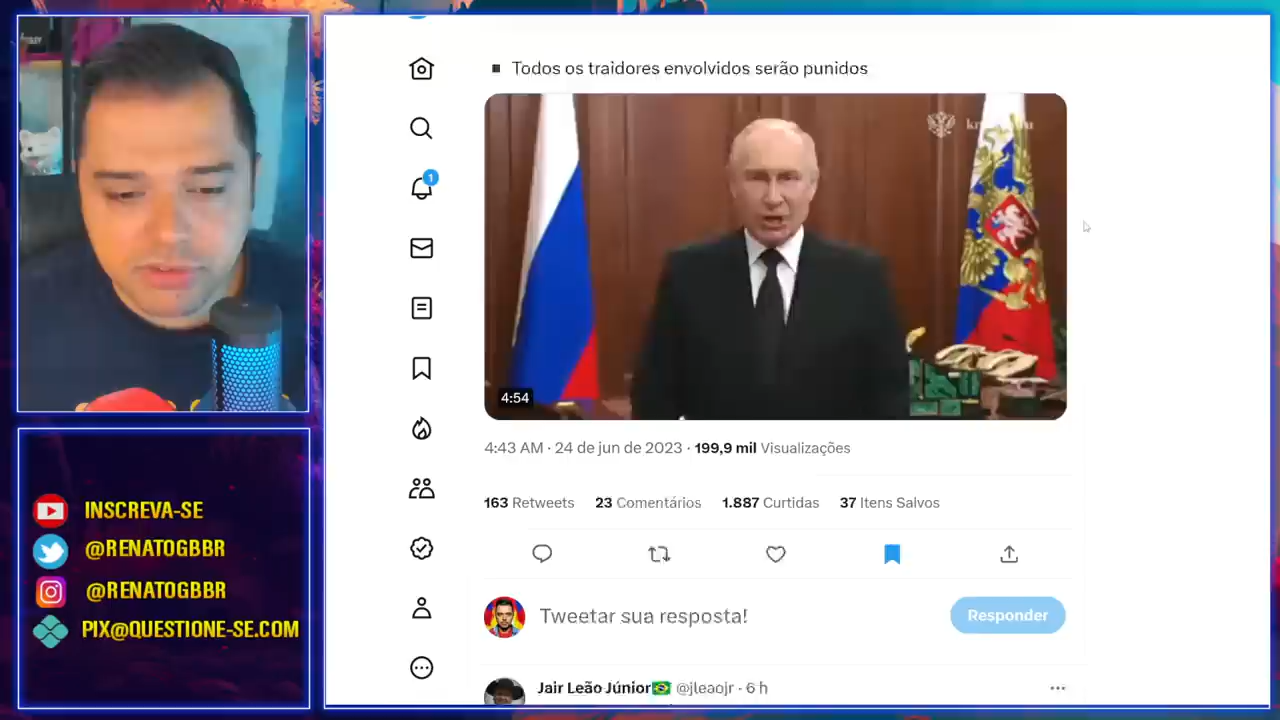 Todos os traidores envolvidos serão punidos
4:54
4:43 AM · 24 de jun de 2023 · 199,9 mil Visualizações
163 Retweets 23 Comentários 1.887 Curtidas 37 Itens Salvos
Tweetar sua resposta!
Responder
Jair Leão Júnior @jleaojr · 6 h
1
INSCREVA-SE
@RENATOGBBR
@RENATOGBBR
PIX@QUESTIONE-SE.COM